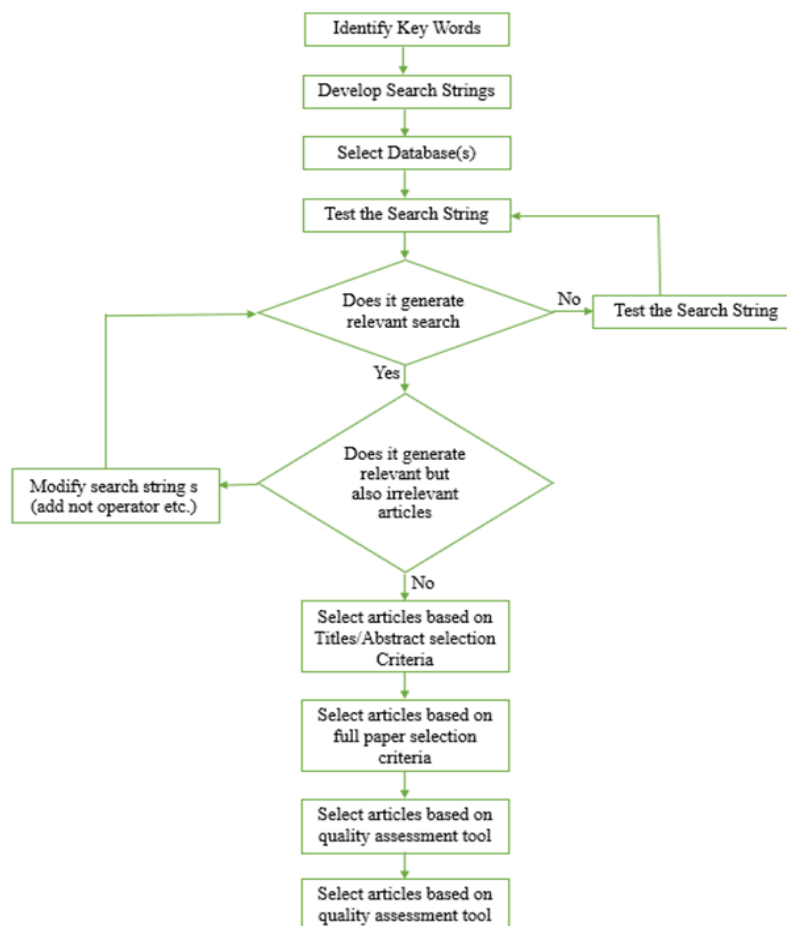 Identify Key Words
Develop Search Strings
Select Database(s)
Test the Search String
Does it generate
relevant search
No
Test the Search String
Yes
Does it generate
relevant but
also irrelevant
articles
Modify search string s
(add not operator etc.)
No
Select articles based on
Titles/Abstract selection
Criteria
Select articles based on
full paper selection
criteria
Select articles based on
quality assessment tool
Select articles based on
quality assessment tool